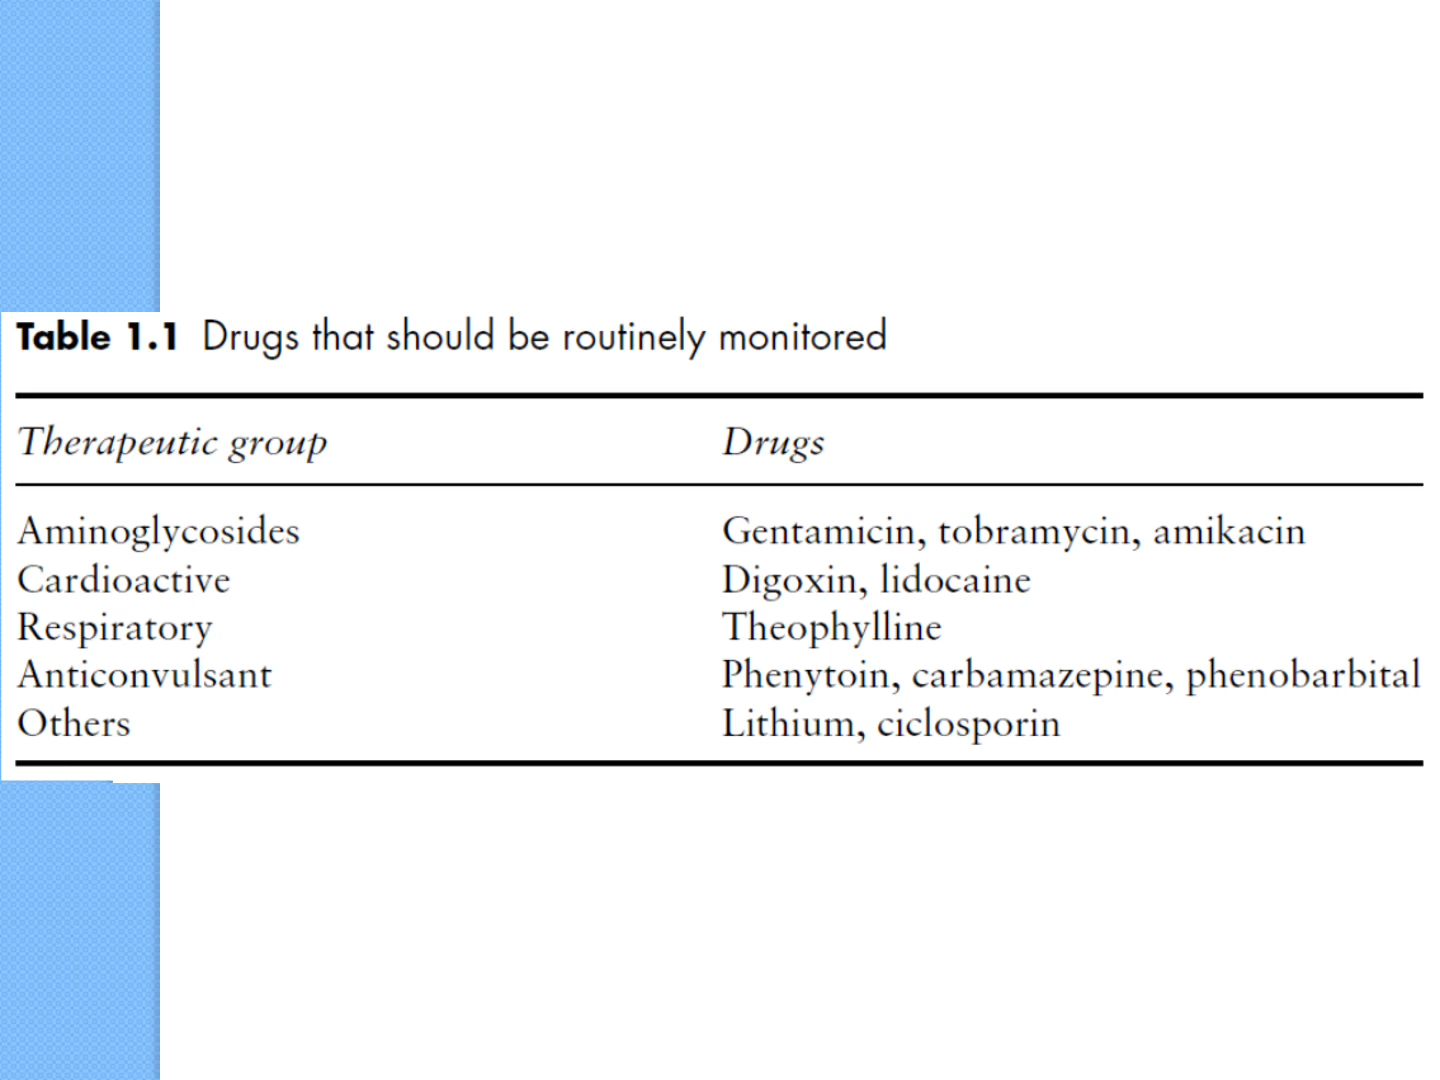 Table 1.1 Drugs that should be routinely monitored
Therapeutic group Drugs
Aminoglycosides Gentamicin, tobramycin, amikacin
Cardioactive Digoxin, lidocaine
Respiratory Theophylline
Anticonvulsant Phenytoin, carbamazepine, phenobarbital
Others Lithium, ciclosporin